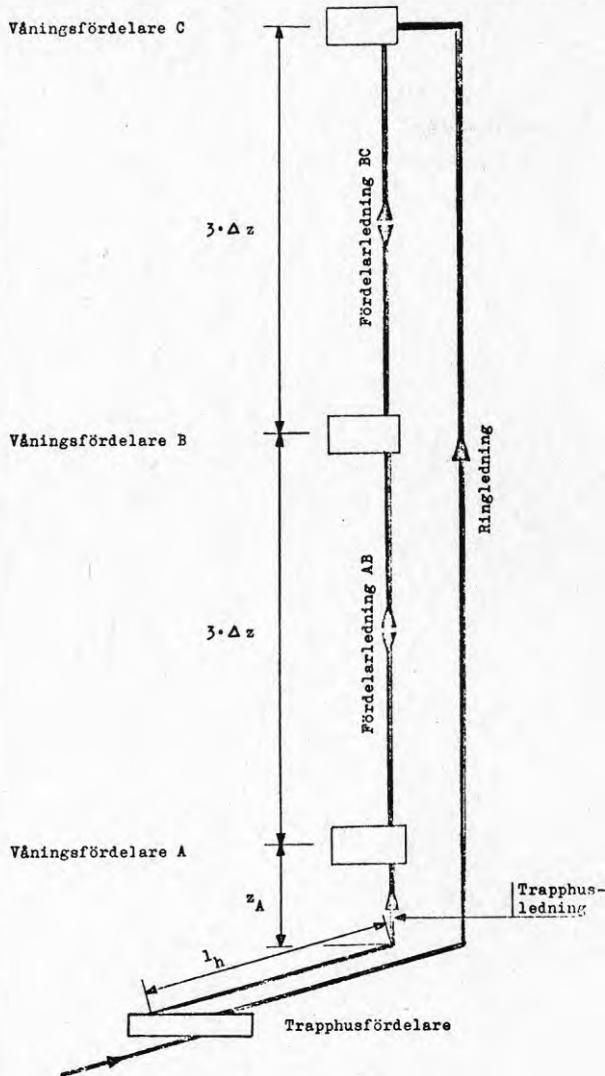 Våningsfördelare C
Fördelarledning BC
3·Δz
Våningsfördelare B
Ringledning
Fördelarledning AB
3·Δz
Våningsfördelare A
z_A
Trapphus-
ledning
l_h
Trapphusfördelare